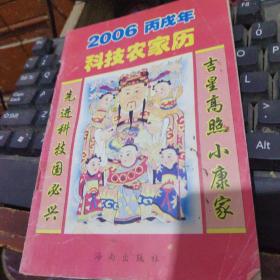 2006 丙戌年
科技农家历
吉星高照小康家
先进科技国必兴
海南出版社